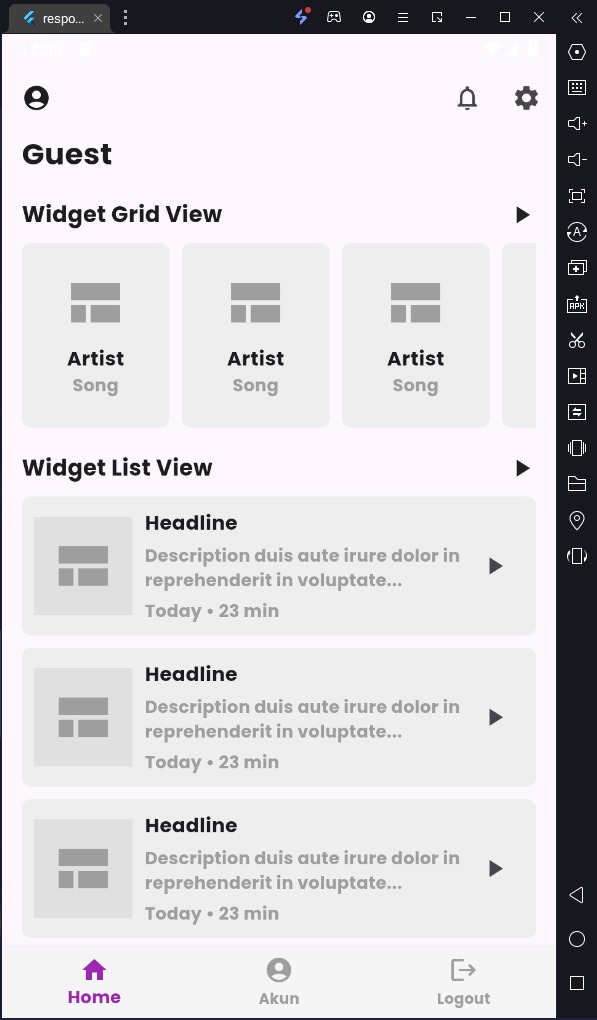 respo...
12:59
Guest
Widget Grid View
Artist
Song
Artist
Song
Artist
Song
Widget List View
Headline
Description duis aute irure dolor in
reprehenderit in voluptate...
Today • 23 min
Headline
Description duis aute irure dolor in
reprehenderit in voluptate...
Today • 23 min
Headline
Description duis aute irure dolor in
reprehenderit in voluptate...
Today • 23 min
Home
Akun
Logout